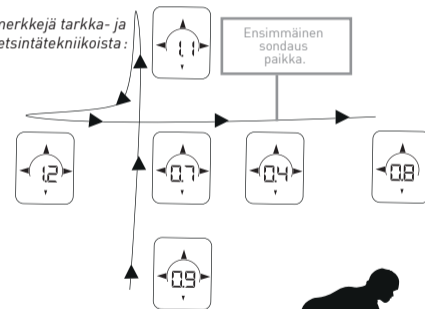 merkkejä tarkka- ja
etsintätekniikoista:
1.1
Ensimmäinen
sondaus
paikka.
1.2
0.7
0.4
0.8
0.9